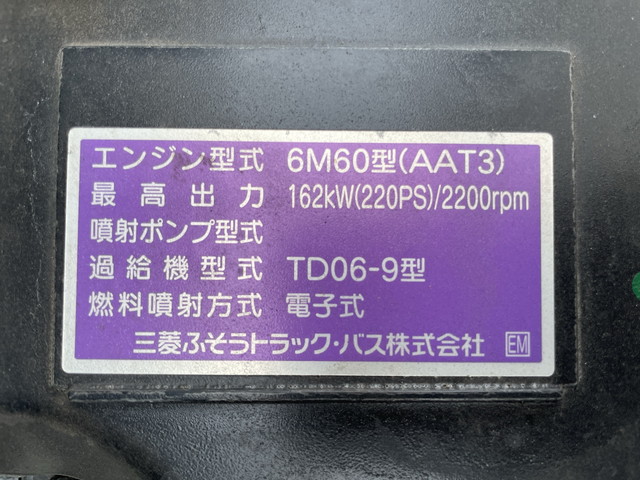 エンジン型式 6M60型(AAT3)
最高出力 162kW(220PS)/2200rpm
噴射ポンプ型式
過給機型式 TD06-9型
燃料噴射方式 電子式
三菱ふそうトラック・バス株式会社 EM